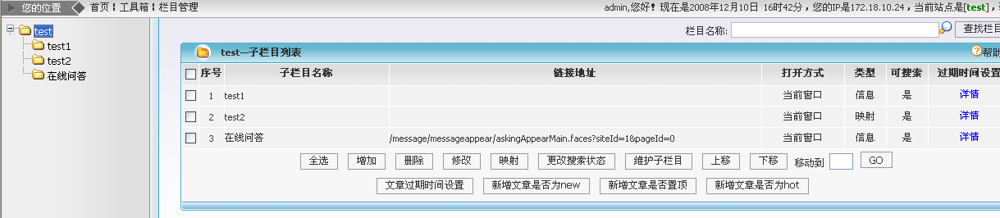 您的位置 首页 ¦ 工具箱 ¦ 栏目管理 admin,您好! 现在是2008年12月10日 16时42分，您的IP是172.18.10.24，当前站点是[test]，
栏目名称: 查找栏目
test
test1
test2
在线问答
test---子栏目列表 帮助
序号 子栏目名称 链接地址 打开方式 类型 可搜索 过期时间设置
1 test1 当前窗口 信息 是 详情
2 test2 当前窗口 映射 是 详情
3 在线问答 /message/messageappear/askingAppearMain.faces?siteId=1&pageId=0 当前窗口 信息 是 详情
全选 增加 删除 修改 映射 更改搜索状态 维护子栏目 上移 下移 移动到 GO
文章过期时间设置 新增文章是否为new 新增文章是否置顶 新增文章是否为hot